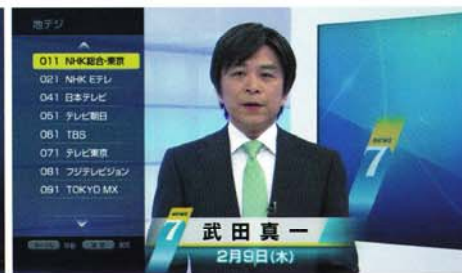 地デジ
011 NHK総合・東京
021 NHK Eテレ
041 日本テレビ
051 テレビ朝日
061 TBS
071 テレビ東京
081 フジテレビジョン
091 TOKYO MX
NEWS
7
NEWS
7
武田真一
2月9日(木)